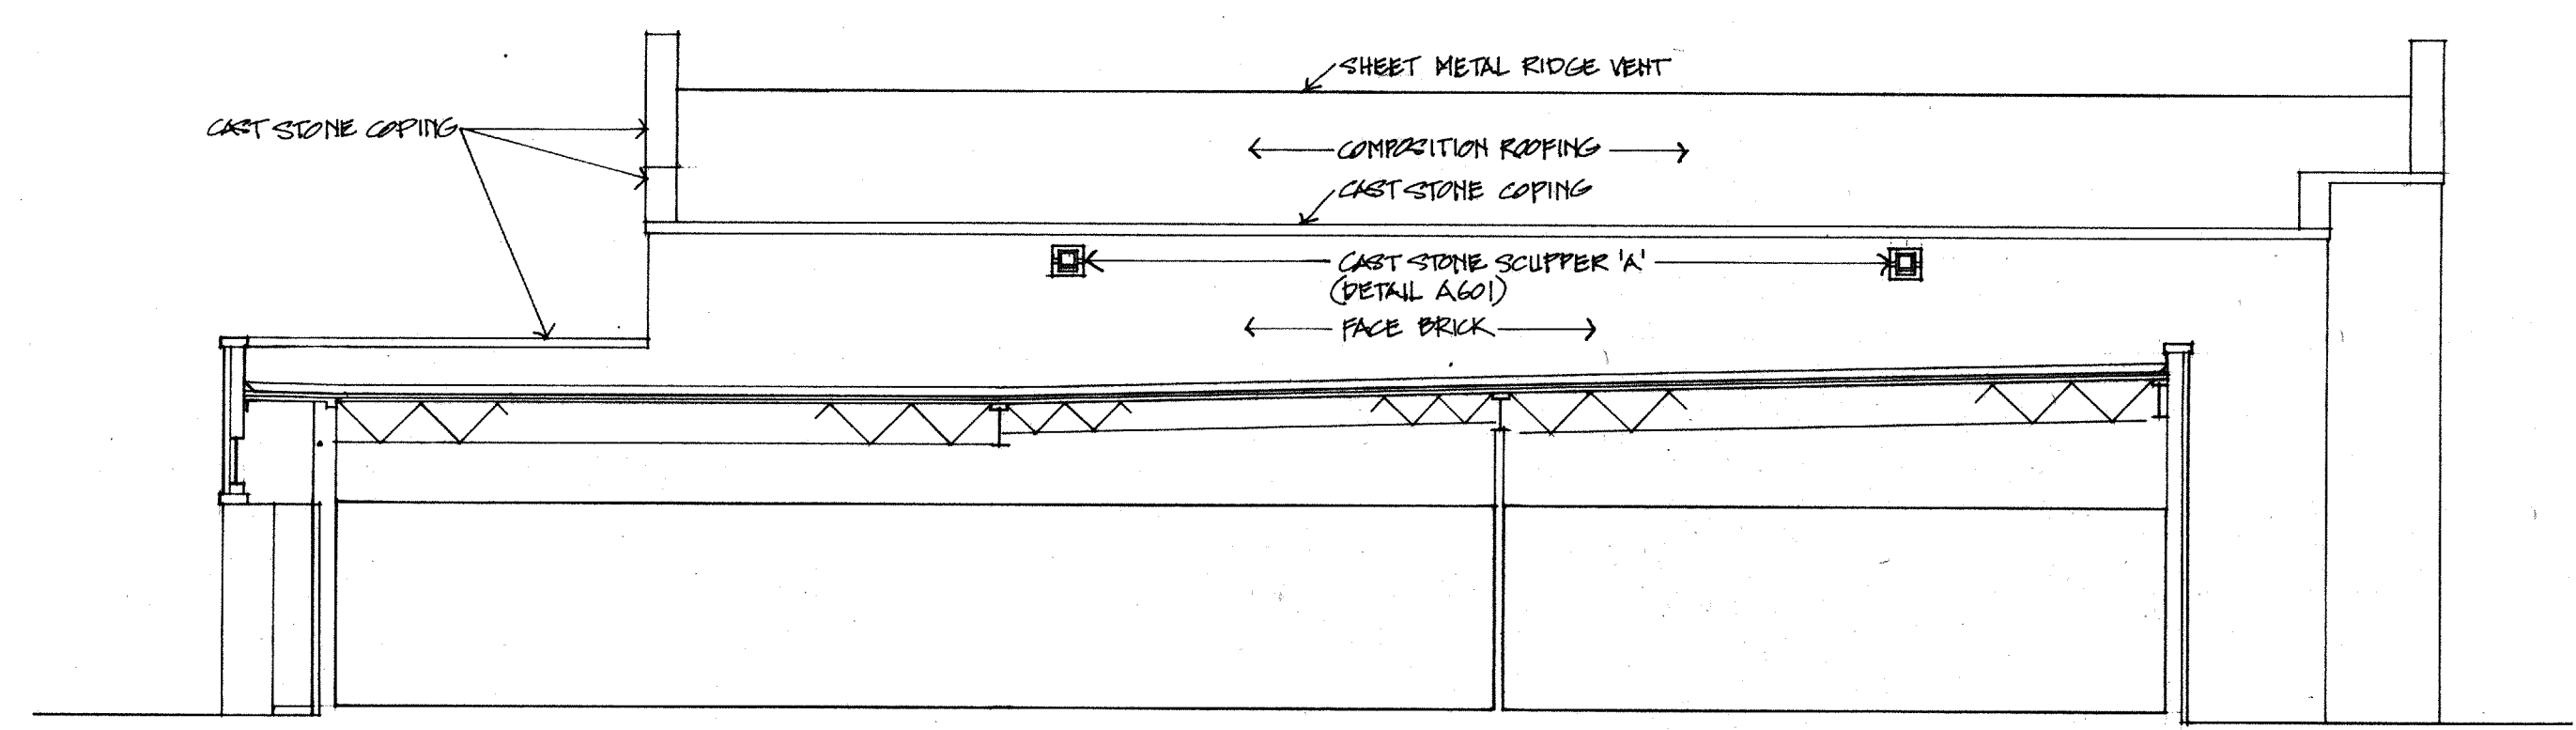 SHEET METAL RIDGE VENT
CAST STONE COPING
COMPOSITION ROOFING
CAST STONE COPING
CAST STONE SCUPPER 'A'
(DETAIL A601)
FACE BRICK